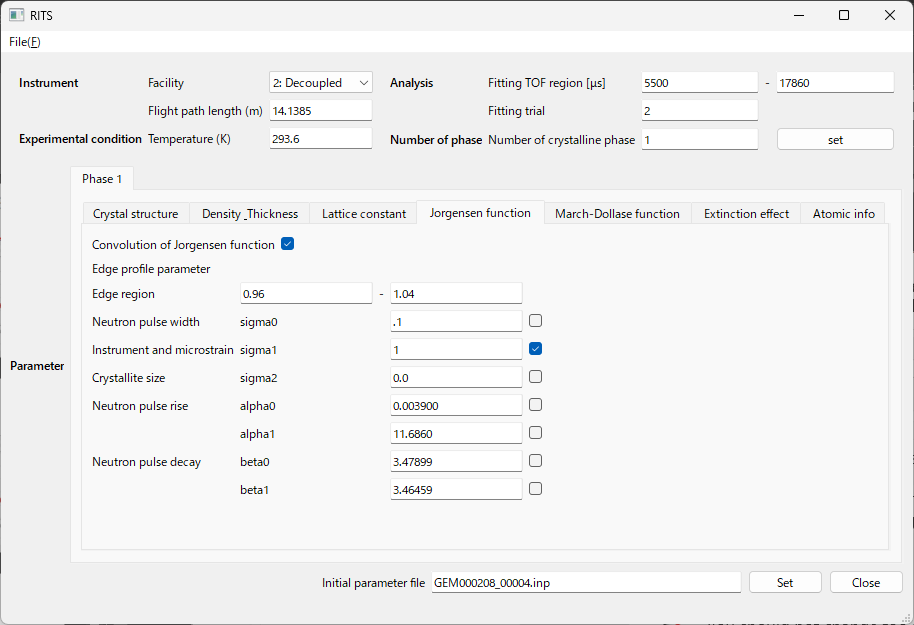 RITS
File(F)
Instrument Facility 2: Decoupled Analysis Fitting TOF region [µs] 5500 - 17860
Flight path length (m) 14.1385 Fitting trial 2
Experimental condition Temperature (K) 293.6 Number of phase Number of crystalline phase 1 set
Phase 1
Crystal structure Density _Thickness Lattice constant Jorgensen function March-Dollase function Extinction effect Atomic info
Convolution of Jorgensen function
Edge profile parameter
Edge region 0.96 - 1.04
Neutron pulse width sigma0 .1
Instrument and microstrain sigma1 1
Parameter
Crystallite size sigma2 0.0
Neutron pulse rise alpha0 0.003900
alpha1 11.6860
Neutron pulse decay beta0 3.47899
beta1 3.46459
Initial parameter file GEM000208_00004.inp Set Close